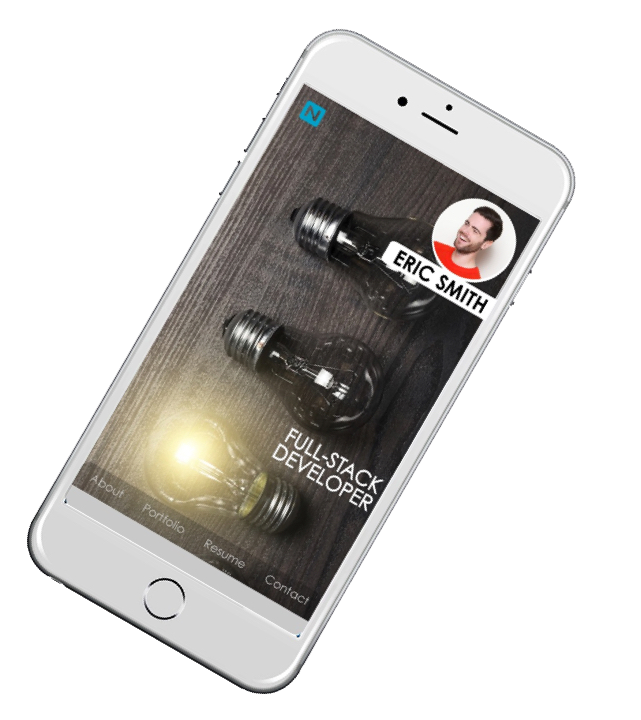 N
ERIC SMITH
FULL-STACK
DEVELOPER
About
Portfolio
Resume
Contact